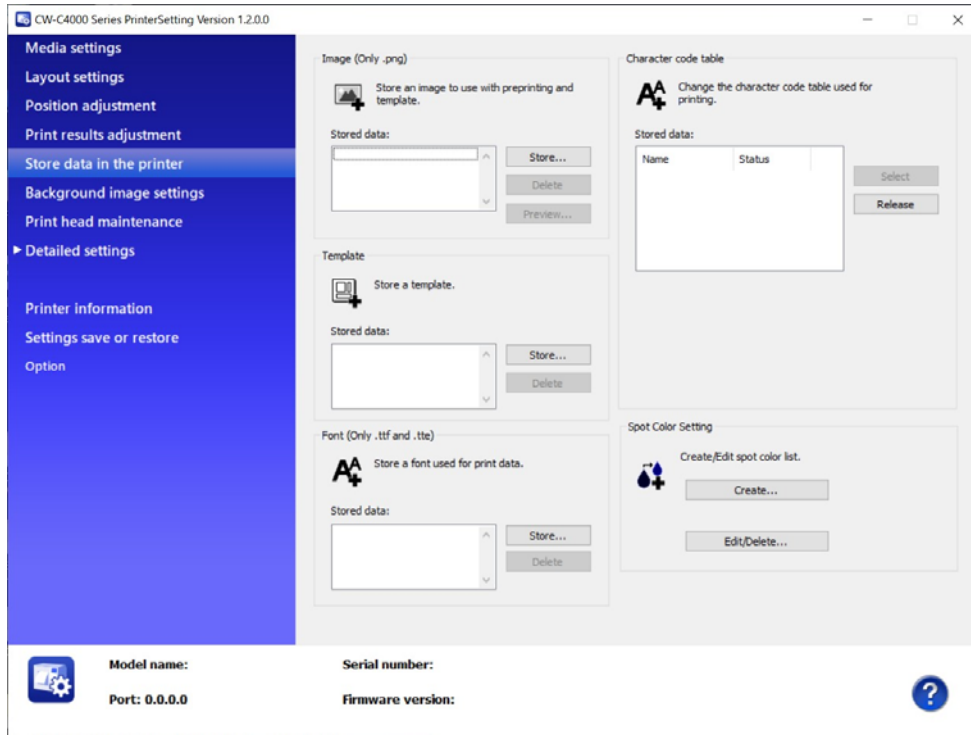 CW-C4000 Series PrinterSetting Version 1.2.0.0
Media settings
Layout settings
Position adjustment
Print results adjustment
Store data in the printer
Background image settings
Print head maintenance
Detailed settings
Printer information
Settings save or restore
Option
Image (Only .png)
Store an image to use with preprinting and
template.
Stored data:
Store...
Delete
Preview...
Template
Store a template.
Stored data:
Store...
Delete
Font (Only .ttf and .tte)
Store a font used for print data.
Stored data:
Store...
Delete
Character code table
Change the character code table used for
printing.
Stored data:
Name Status
Select
Release
Spot Color Setting
Create/Edit spot color list.
Create...
Edit/Delete...
Model name: Serial number:
Port: 0.0.0.0 Firmware version: